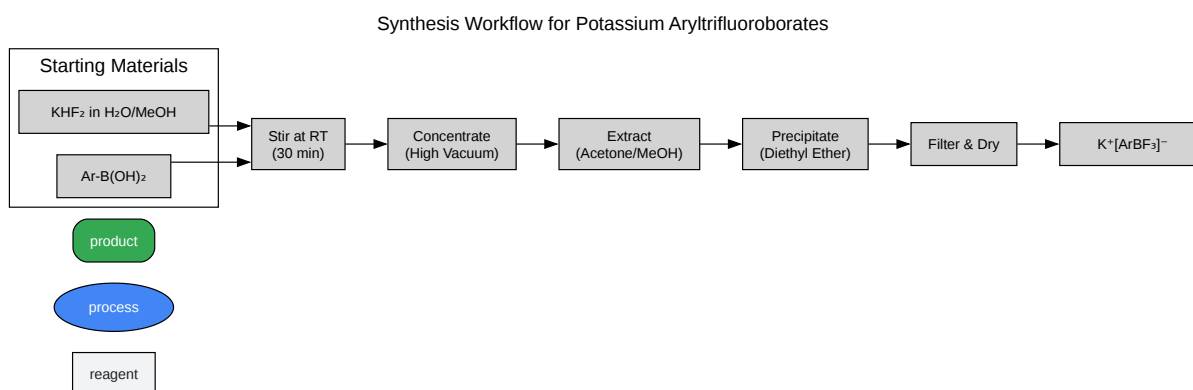 Synthesis Workflow for Potassium Aryltrifluoroborates
Starting Materials
KHF₂ in H₂O/MeOH
Ar-B(OH)₂
Stir at RT
(30 min)
Concentrate
(High Vacuum)
Extract
(Acetone/MeOH)
Precipitate
(Diethyl Ether)
Filter & Dry
K⁺[ArBF₃]⁻
product
process
reagent